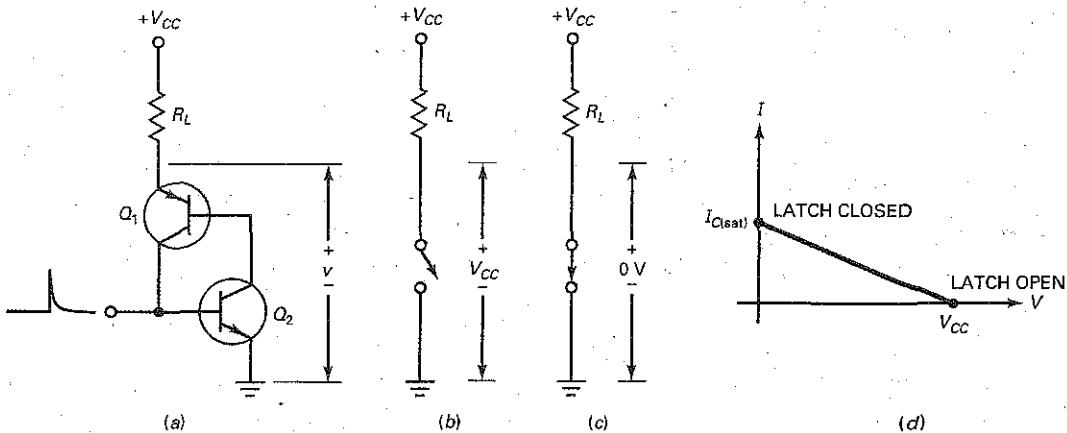 +V_CC
R_L
Q_1
Q_2
+
v
−
(a)
+V_CC
R_L
+
V_CC
−
(b)
+V_CC
R_L
+
0 V
−
(c)
I
I_C(sat)
LATCH CLOSED
LATCH OPEN
V
V_CC
(d)